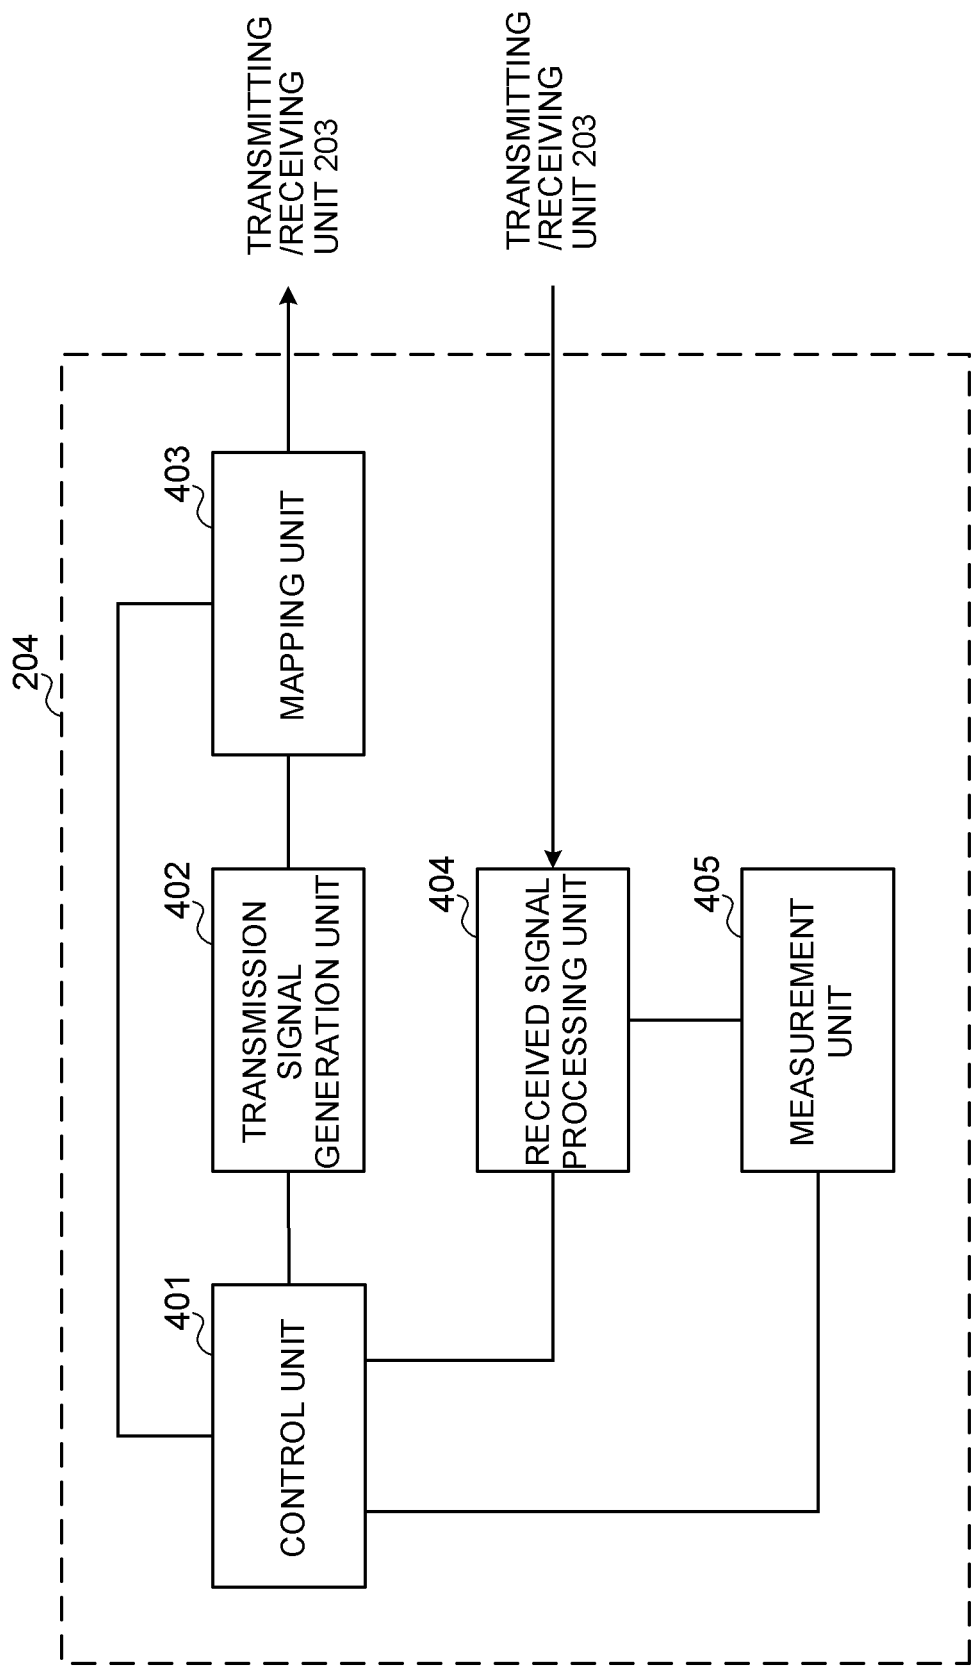 204
401
CONTROL UNIT
402
TRANSMISSION
SIGNAL
GENERATION UNIT
403
MAPPING UNIT
TRANSMITTING
/RECEIVING
UNIT 203
404
RECEIVED SIGNAL
PROCESSING UNIT
TRANSMITTING
/RECEIVING
UNIT 203
405
MEASUREMENT
UNIT